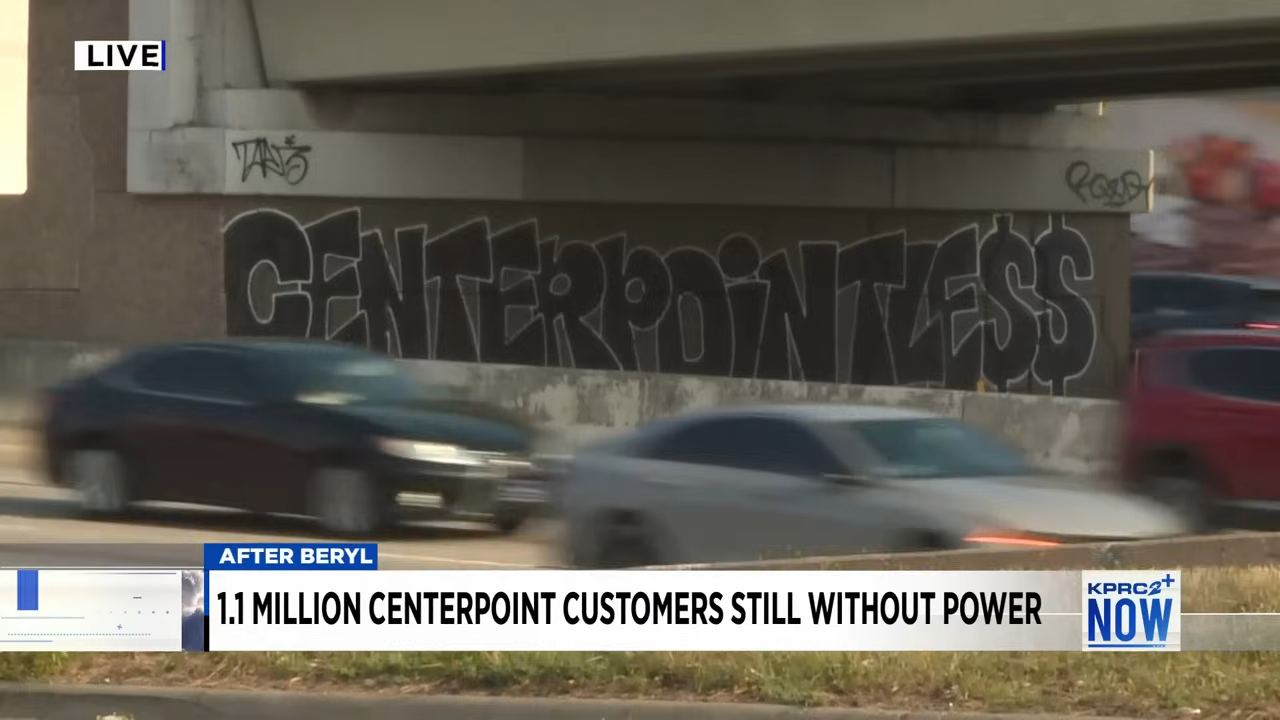 LIVE
CENTERPOiNTLE$$
AFTER BERYL
1.1 MILLION CENTERPOINT CUSTOMERS STILL WITHOUT POWER
KPRC2+
NOW